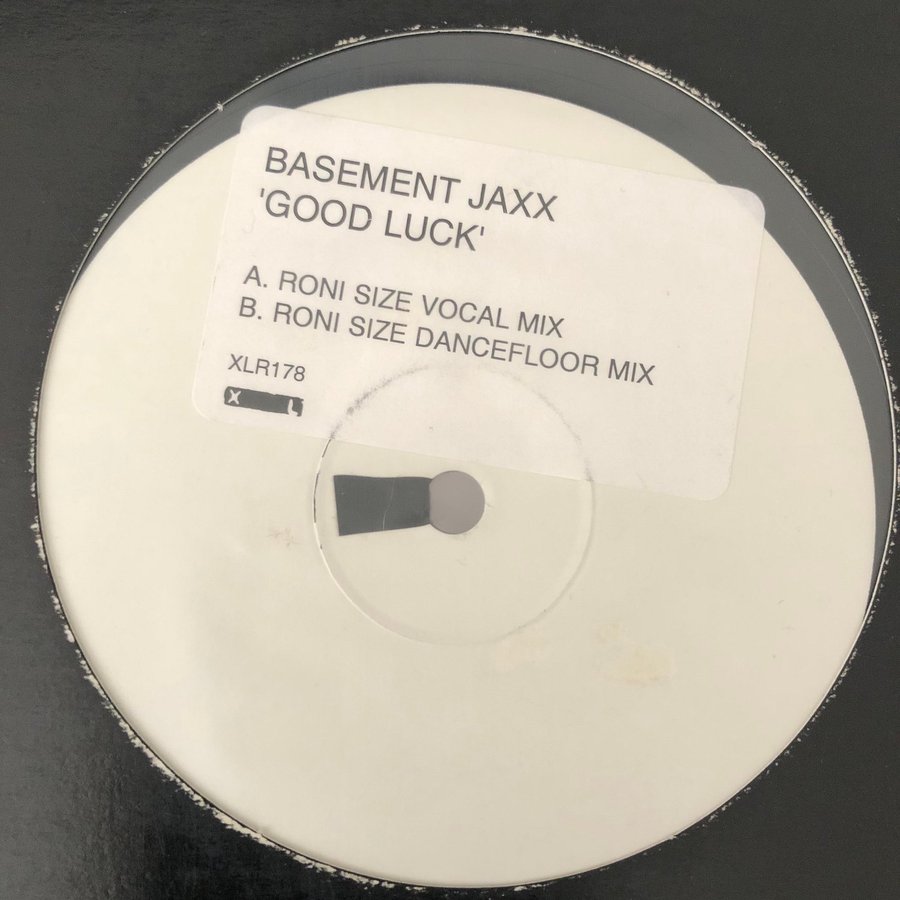 BASEMENT JAXX
'GOOD LUCK'
A. RONI SIZE VOCAL MIX
B. RONI SIZE DANCEFLOOR MIX
XLR178
X L